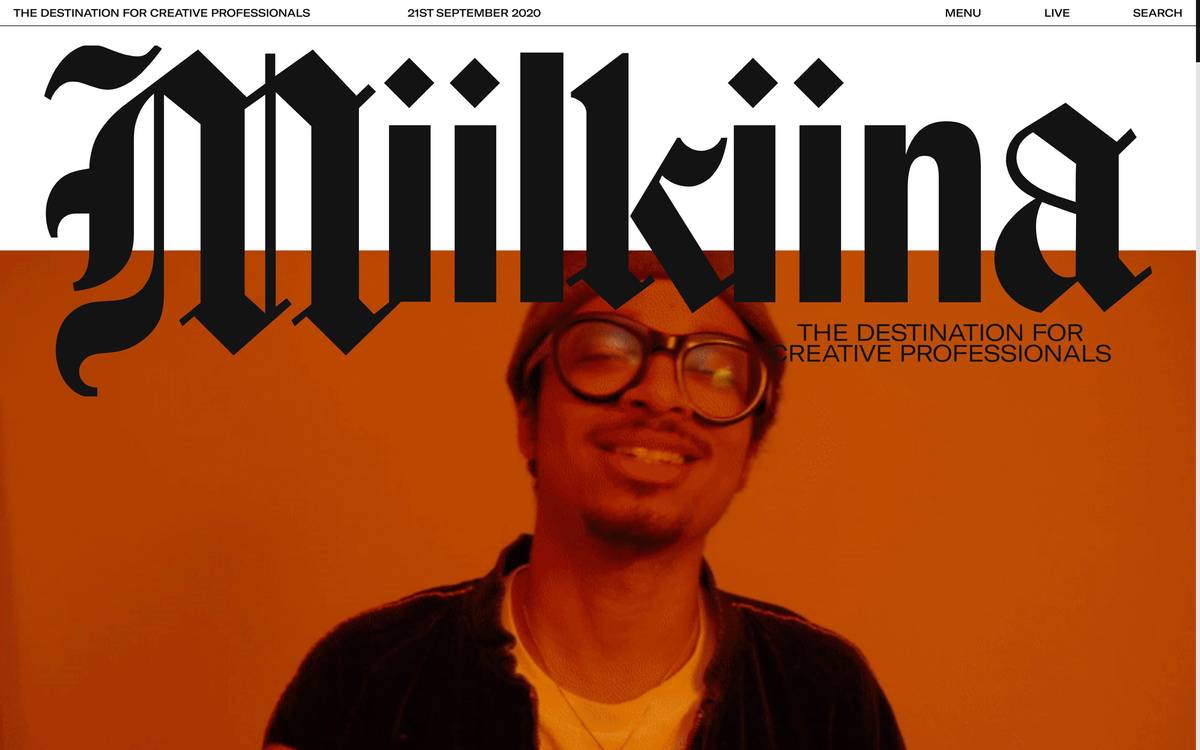 THE DESTINATION FOR CREATIVE PROFESSIONALS
21ST SEPTEMBER 2020
MENU
LIVE
SEARCH
Miilkiina
THE DESTINATION FOR
CREATIVE PROFESSIONALS